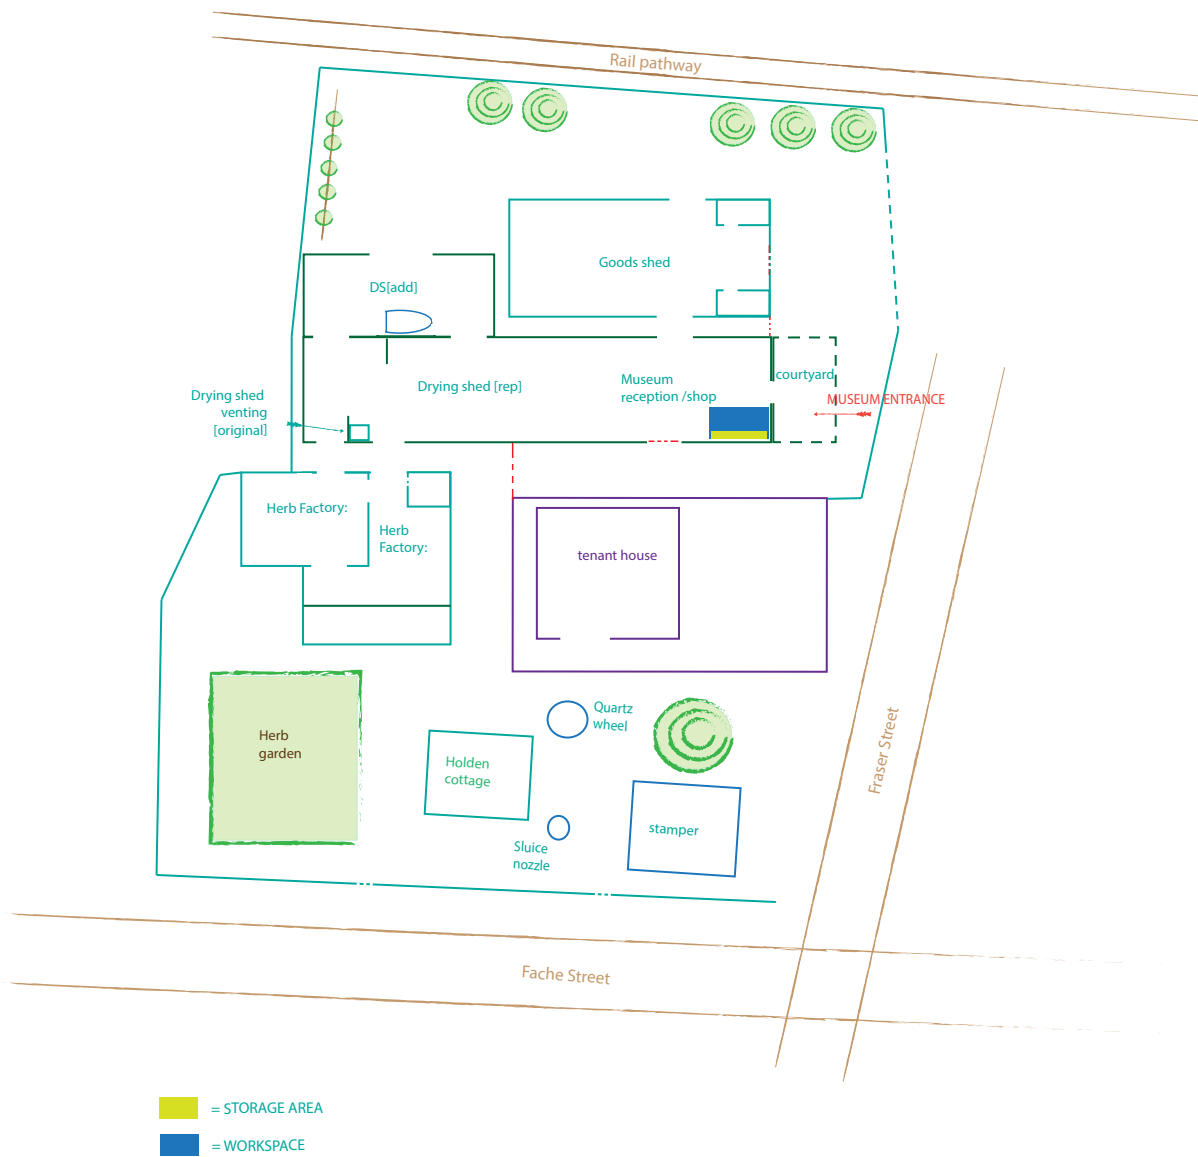 Rail pathway
Goods shed
DS[add]
Drying shed [rep]
Museum
reception /shop
courtyard
MUSEUM ENTRANCE
Drying shed
venting
[original]
Herb Factory:
Herb
Factory:
tenant house
Herb
garden
Quartz
wheel
Holden
cottage
Sluice
nozzle
stamper
Fraser Street
Fache Street
= STORAGE AREA
= WORKSPACE